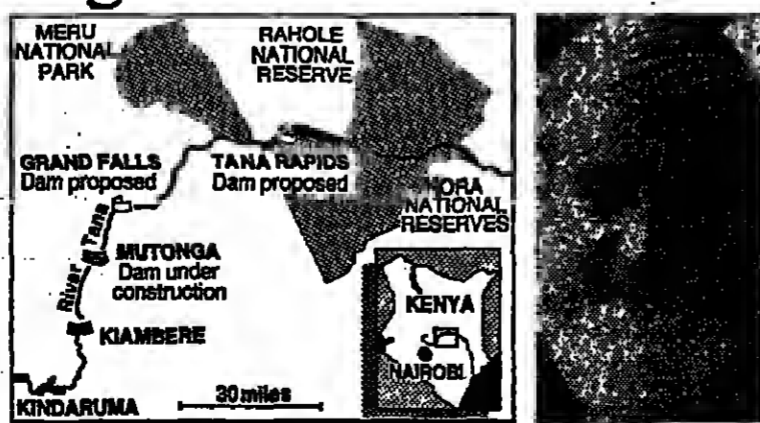 MERU
NATIONAL
PARK
RAHOLE
NATIONAL
RESERVE
GRAND FALLS
Dam proposed
TANA RAPIDS
Dam proposed
NATIONAL
RESERVES
River Tana
MUTONGA
Dam under
construction
KIAMBERE
KENYA
NAIROBI
30 miles
KINDARUMA